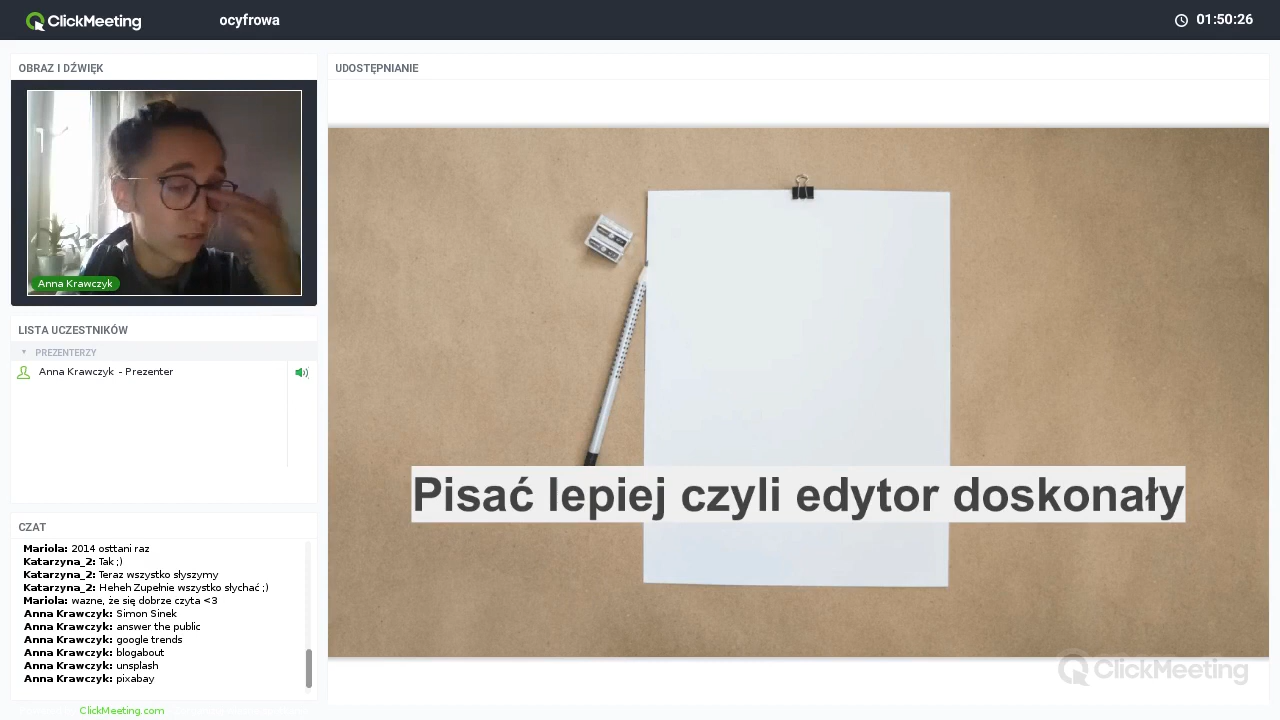 ClickMeeting
ocyfrowa
01:50:26
OBRAZ I DŹWIĘK
Anna Krawczyk
LISTA UCZESTNIKÓW
PREZENTERZY
Anna Krawczyk - Prezenter
CZAT
Mariola: 2014 osttani raz
Katarzyna_2: Tak ;)
Katarzyna_2: Teraz wszystko słyszymy
Katarzyna_2: Heheh Zupełnie wszystko słychać ;)
Mariola: wazne, że się dobrze czyta <3
Anna Krawczyk: Simon Sinek
Anna Krawczyk: answer the public
Anna Krawczyk: google trends
Anna Krawczyk: blogabout
Anna Krawczyk: unsplash
Anna Krawczyk: pixabay
ClickMeeting.com
UDOSTĘPNIANIE
Pisać lepiej czyli edytor doskonały
ClickMeeting